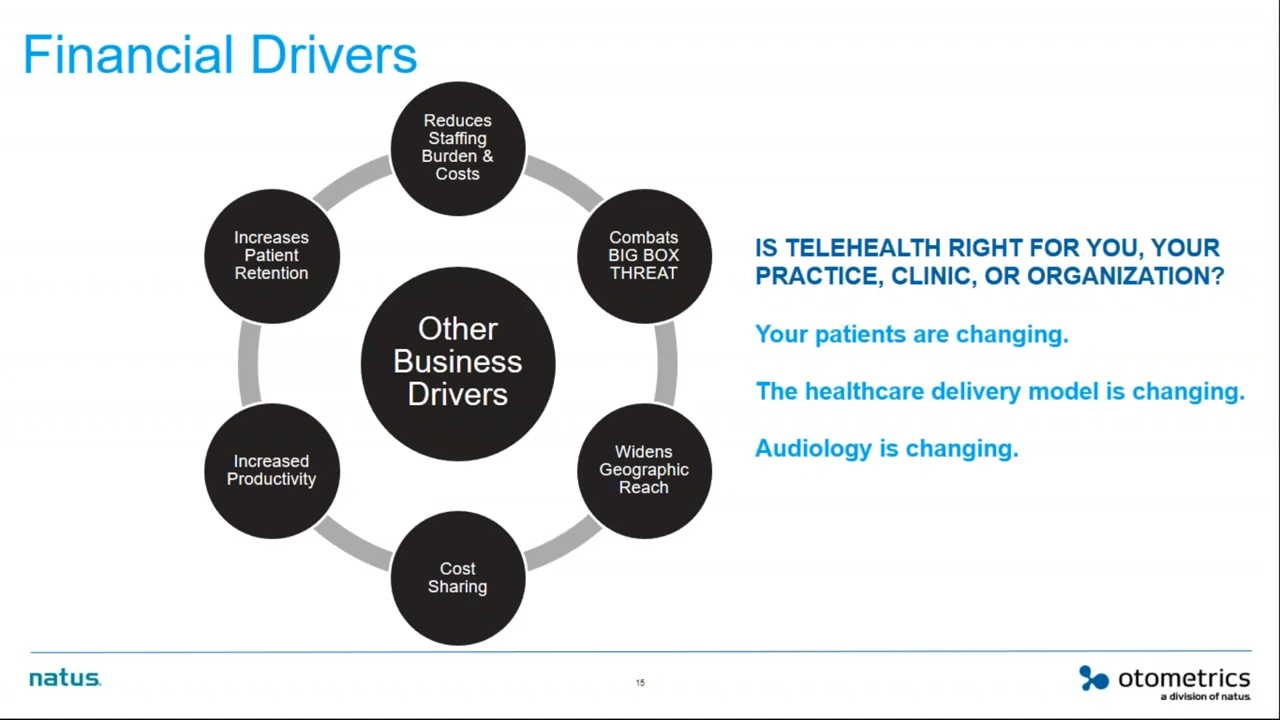 Financial Drivers
Reduces
Staffing
Burden &
Costs
Combats
BIG BOX
THREAT
Widens
Geographic
Reach
Cost
Sharing
Increased
Productivity
Increases
Patient
Retention
Other
Business
Drivers
IS TELEHEALTH RIGHT FOR YOU, YOUR
PRACTICE, CLINIC, OR ORGANIZATION?
Your patients are changing.
The healthcare delivery model is changing.
Audiology is changing.
natus.
15
otometrics
a division of natus.